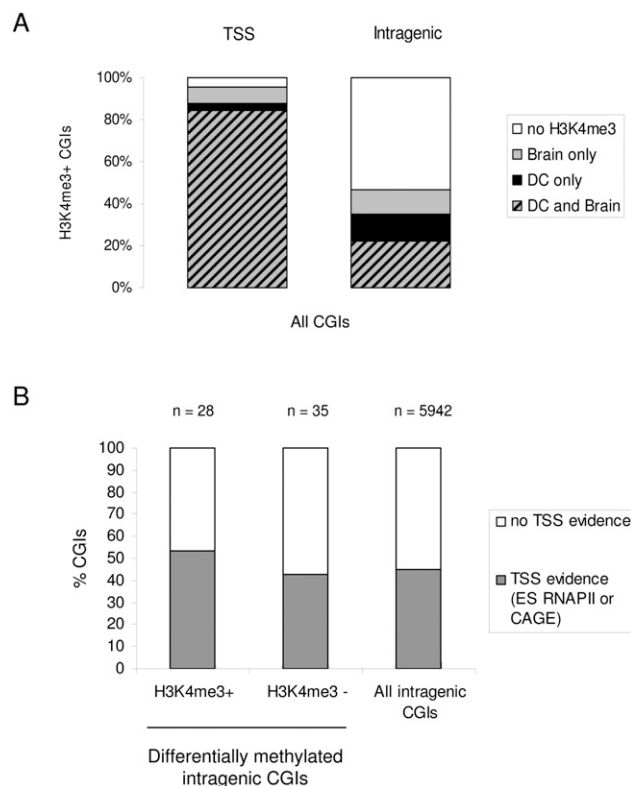 A
TSS Intragenic
100%
80%
60%
40%
20%
0%
H3K4me3+ CGIs
All CGIs
no H3K4me3
Brain only
DC only
DC and Brain
B
n = 28 n = 35 n = 5942
100
90
80
70
60
50
40
30
20
10
0
% CGIs
H3K4me3+ H3K4me3 - All intragenic
CGIs
Differentially methylated
intragenic CGIs
no TSS evidence
TSS evidence
(ES RNAPII or
CAGE)